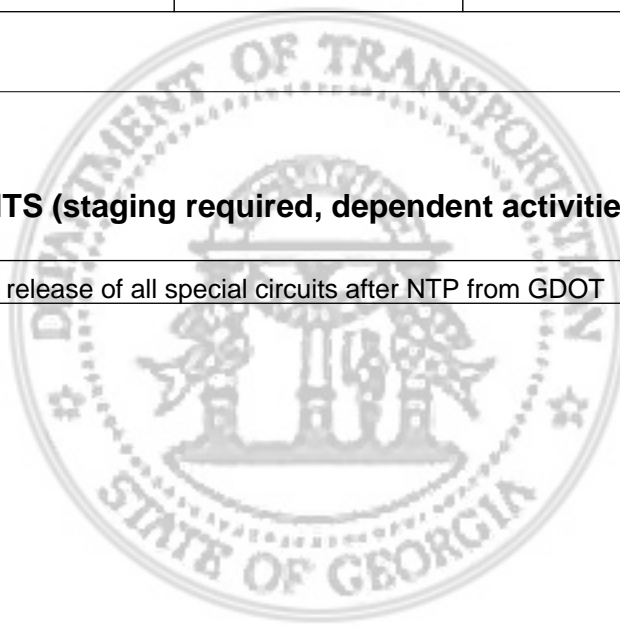 ITS (staging required, dependent activitie
release of all special circuits after NTP from GDOT
DEPARTMENT OF TRANSPORTATION
STATE OF GEORGIA